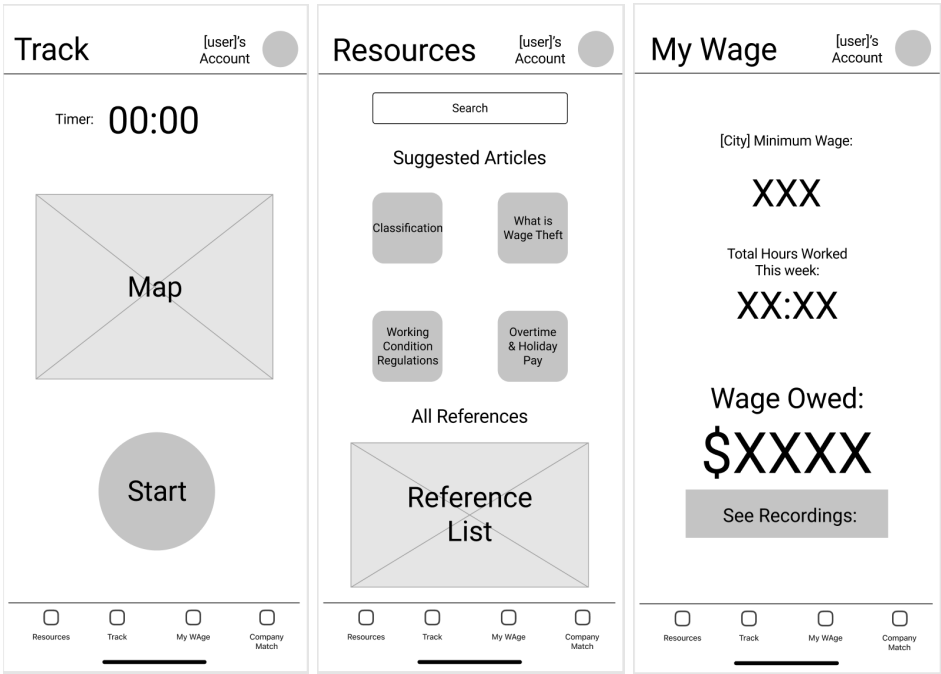 Track
[user]'s
Account
Timer: 00:00
Map
Start
Resources Track My WAge Company
Match
Resources
[user]'s
Account
Search
Suggested Articles
Classification
What is
Wage Theft
Working
Condition
Regulations
Overtime
& Holiday
Pay
All References
Reference
List
Resources Track My WAge Company
Match
My Wage
[user]'s
Account
[City] Minimum Wage:
XXX
Total Hours Worked
This week:
XX:XX
Wage Owed:
$XXXX
See Recordings:
Resources Track My WAge Company
Match